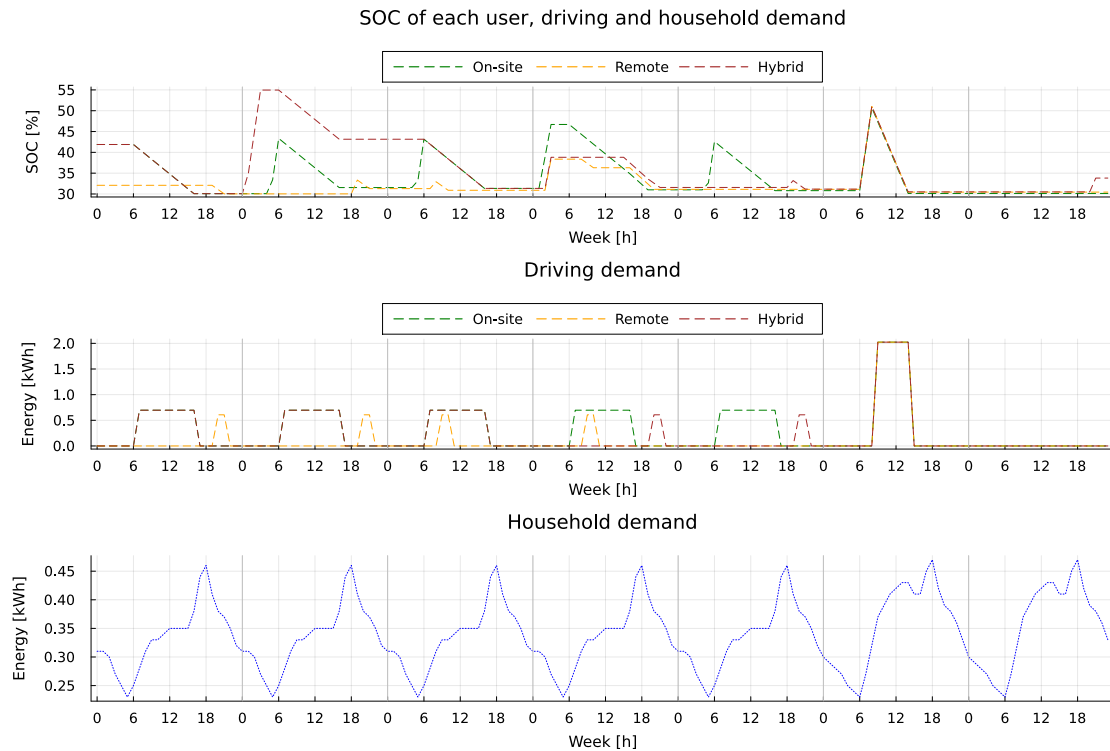 SOC of each user, driving and household demand
On-site Remote Hybrid
SOC [%]
55
50
45
40
35
30
0 6 12 18 0 6 12 18 0 6 12 18 0 6 12 18 0 6 12 18 0 6 12 18 0 6 12 18
Week [h]
Driving demand
On-site Remote Hybrid
Energy [kWh]
2.0
1.5
1.0
0.5
0.0
0 6 12 18 0 6 12 18 0 6 12 18 0 6 12 18 0 6 12 18 0 6 12 18 0 6 12 18
Week [h]
Household demand
Energy [kWh]
0.45
0.40
0.35
0.30
0.25
0 6 12 18 0 6 12 18 0 6 12 18 0 6 12 18 0 6 12 18 0 6 12 18 0 6 12 18
Week [h]